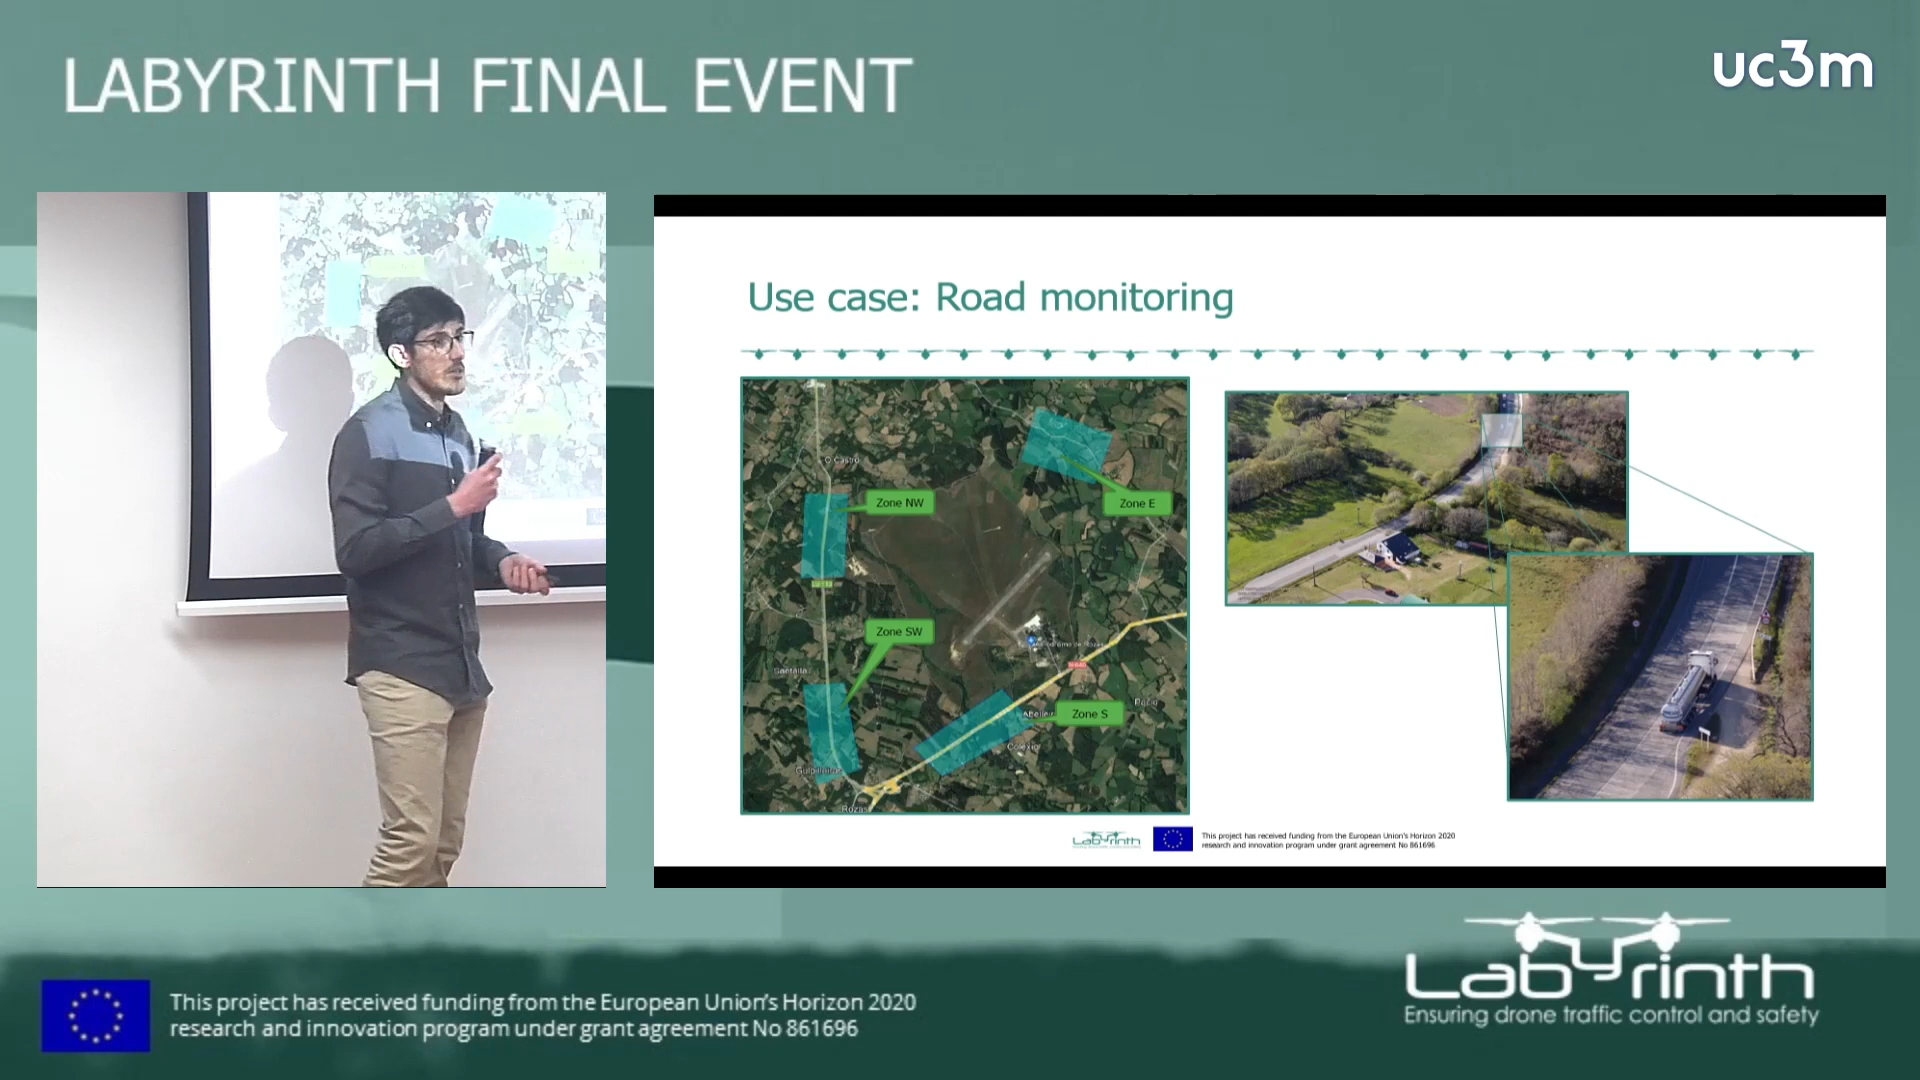 LABYRINTH FINAL EVENT
uc3m
Use case: Road monitoring
O Castro
Zone NW
Zone E
Zone SW
Zone S
Rozas
Labyrinth
This project has received funding from the European Union's Horizon 2020
research and innovation program under grant agreement No 861696
This project has received funding from the European Union's Horizon 2020
research and innovation program under grant agreement No 861696
Labyrinth
Ensuring drone traffic control and safety